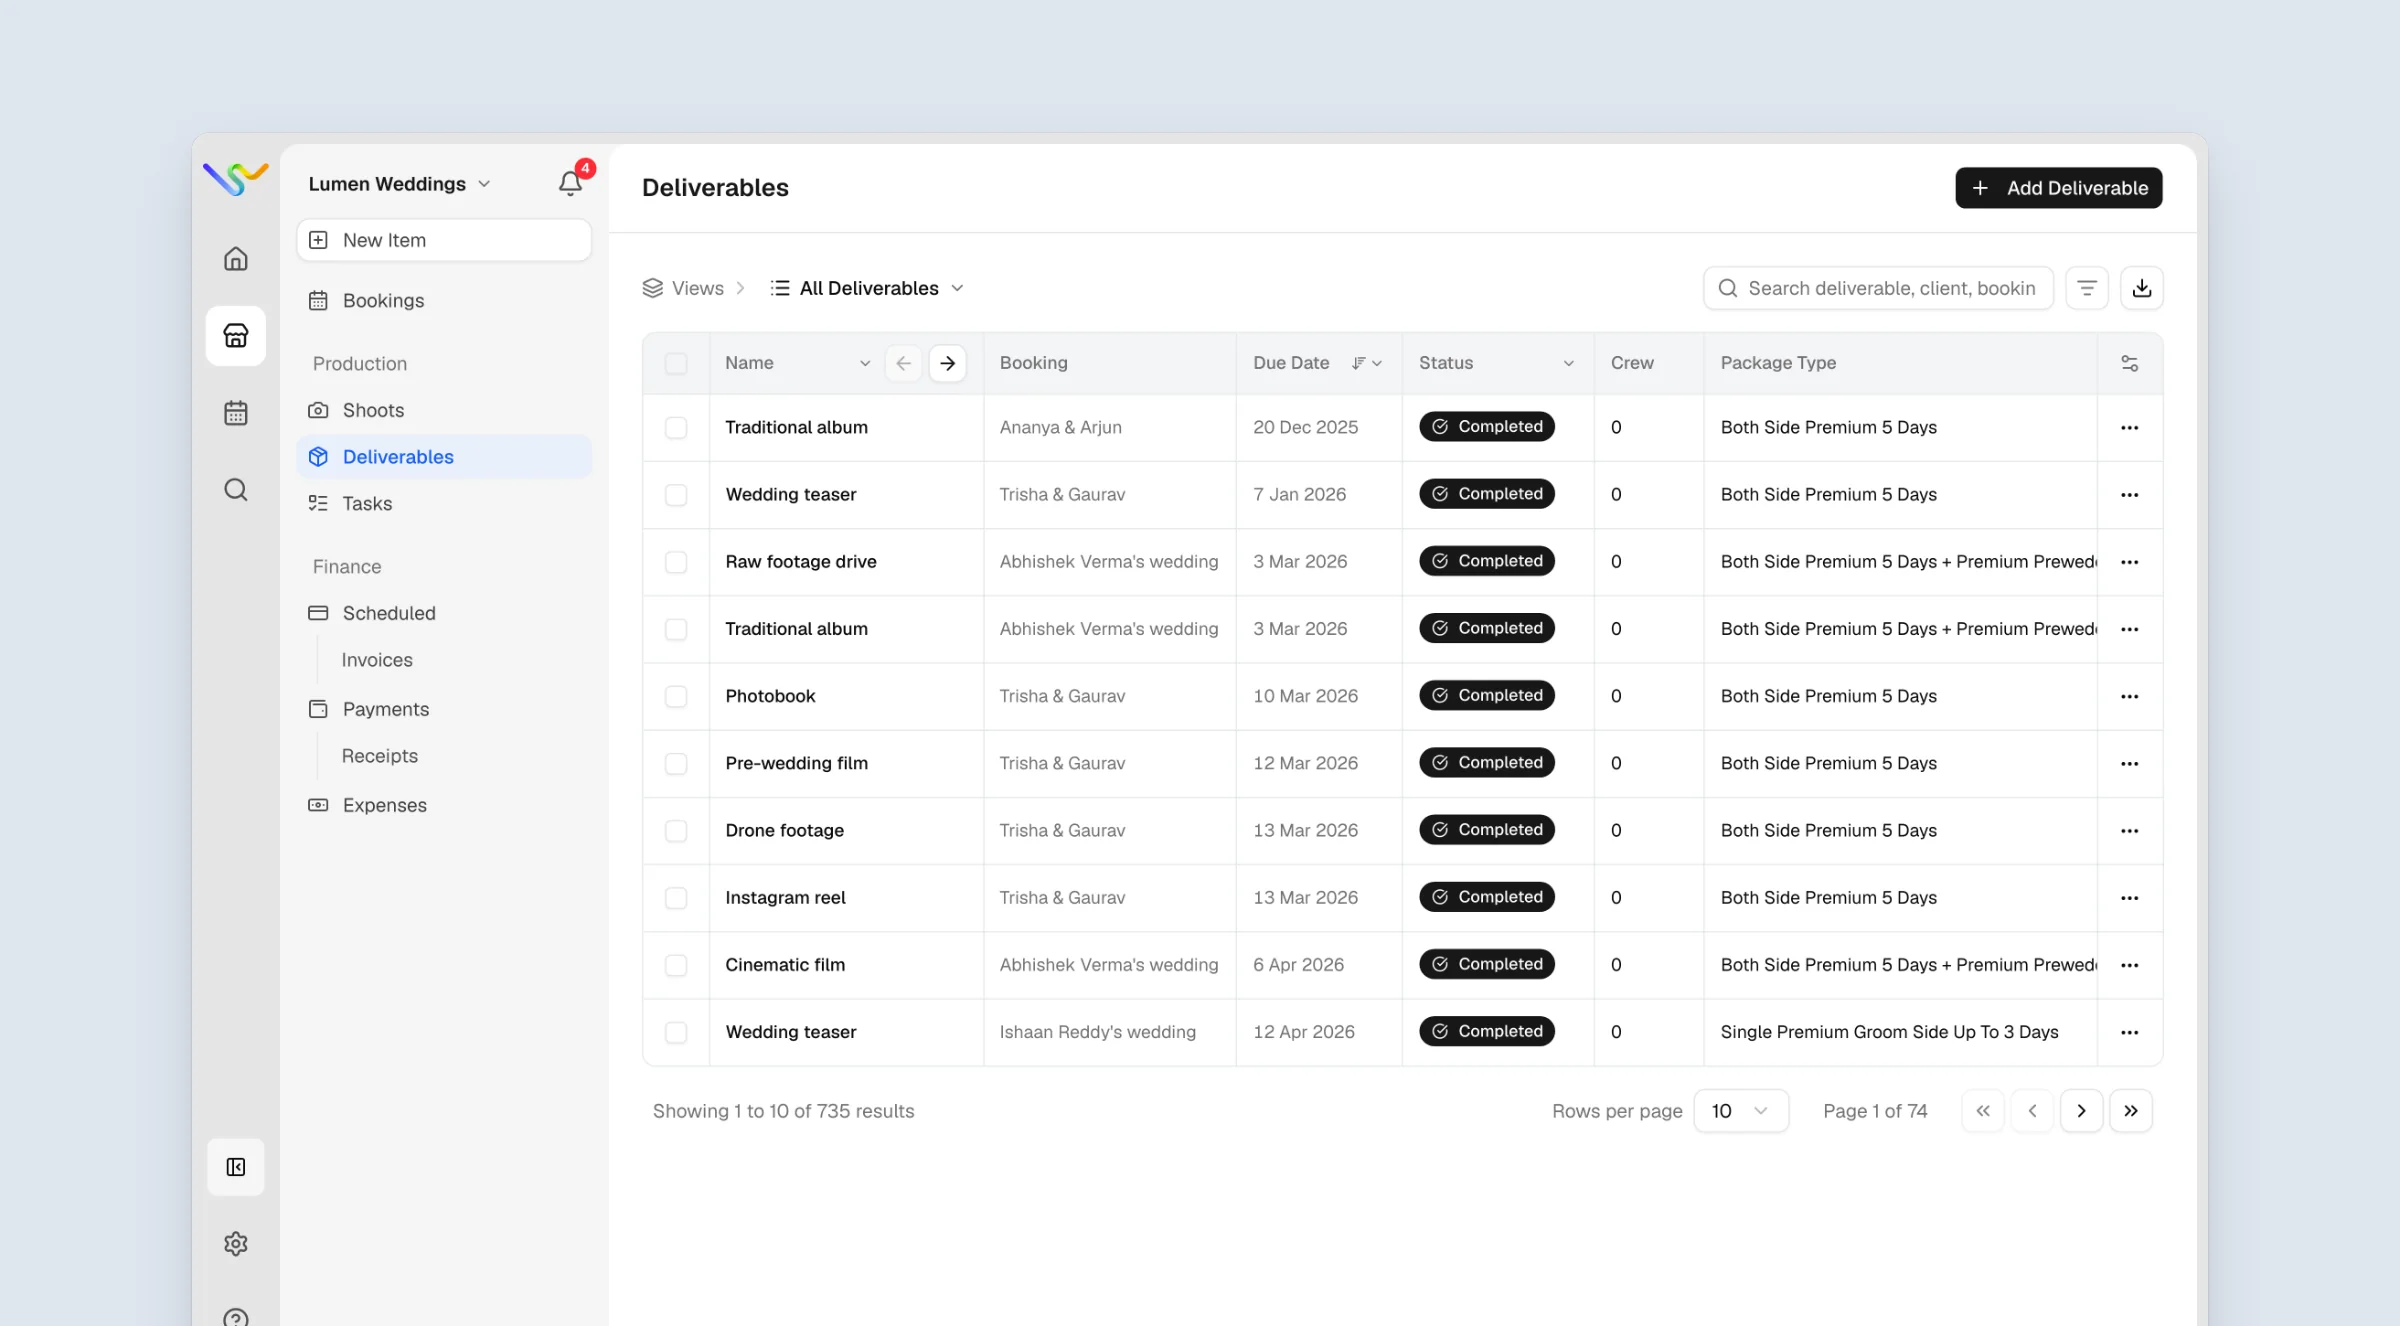 Lumen Weddings
4
New Item
Bookings
Production
Shoots
Deliverables
Tasks
Finance
Scheduled
Invoices
Payments
Receipts
Expenses
Deliverables
Add Deliverable
Views
All Deliverables
Search deliverable, client, bookin
Name Booking Due Date Status Crew Package Type
Traditional album Ananya & Arjun 20 Dec 2025 Completed 0 Both Side Premium 5 Days
Wedding teaser Trisha & Gaurav 7 Jan 2026 Completed 0 Both Side Premium 5 Days
Raw footage drive Abhishek Verma's wedding 3 Mar 2026 Completed 0 Both Side Premium 5 Days + Premium Prewed
Traditional album Abhishek Verma's wedding 3 Mar 2026 Completed 0 Both Side Premium 5 Days + Premium Prewed
Photobook Trisha & Gaurav 10 Mar 2026 Completed 0 Both Side Premium 5 Days
Pre-wedding film Trisha & Gaurav 12 Mar 2026 Completed 0 Both Side Premium 5 Days
Drone footage Trisha & Gaurav 13 Mar 2026 Completed 0 Both Side Premium 5 Days
Instagram reel Trisha & Gaurav 13 Mar 2026 Completed 0 Both Side Premium 5 Days
Cinematic film Abhishek Verma's wedding 6 Apr 2026 Completed 0 Both Side Premium 5 Days + Premium Prewed
Wedding teaser Ishaan Reddy's wedding 12 Apr 2026 Completed 0 Single Premium Groom Side Up To 3 Days
Showing 1 to 10 of 735 results
Rows per page 10 Page 1 of 74